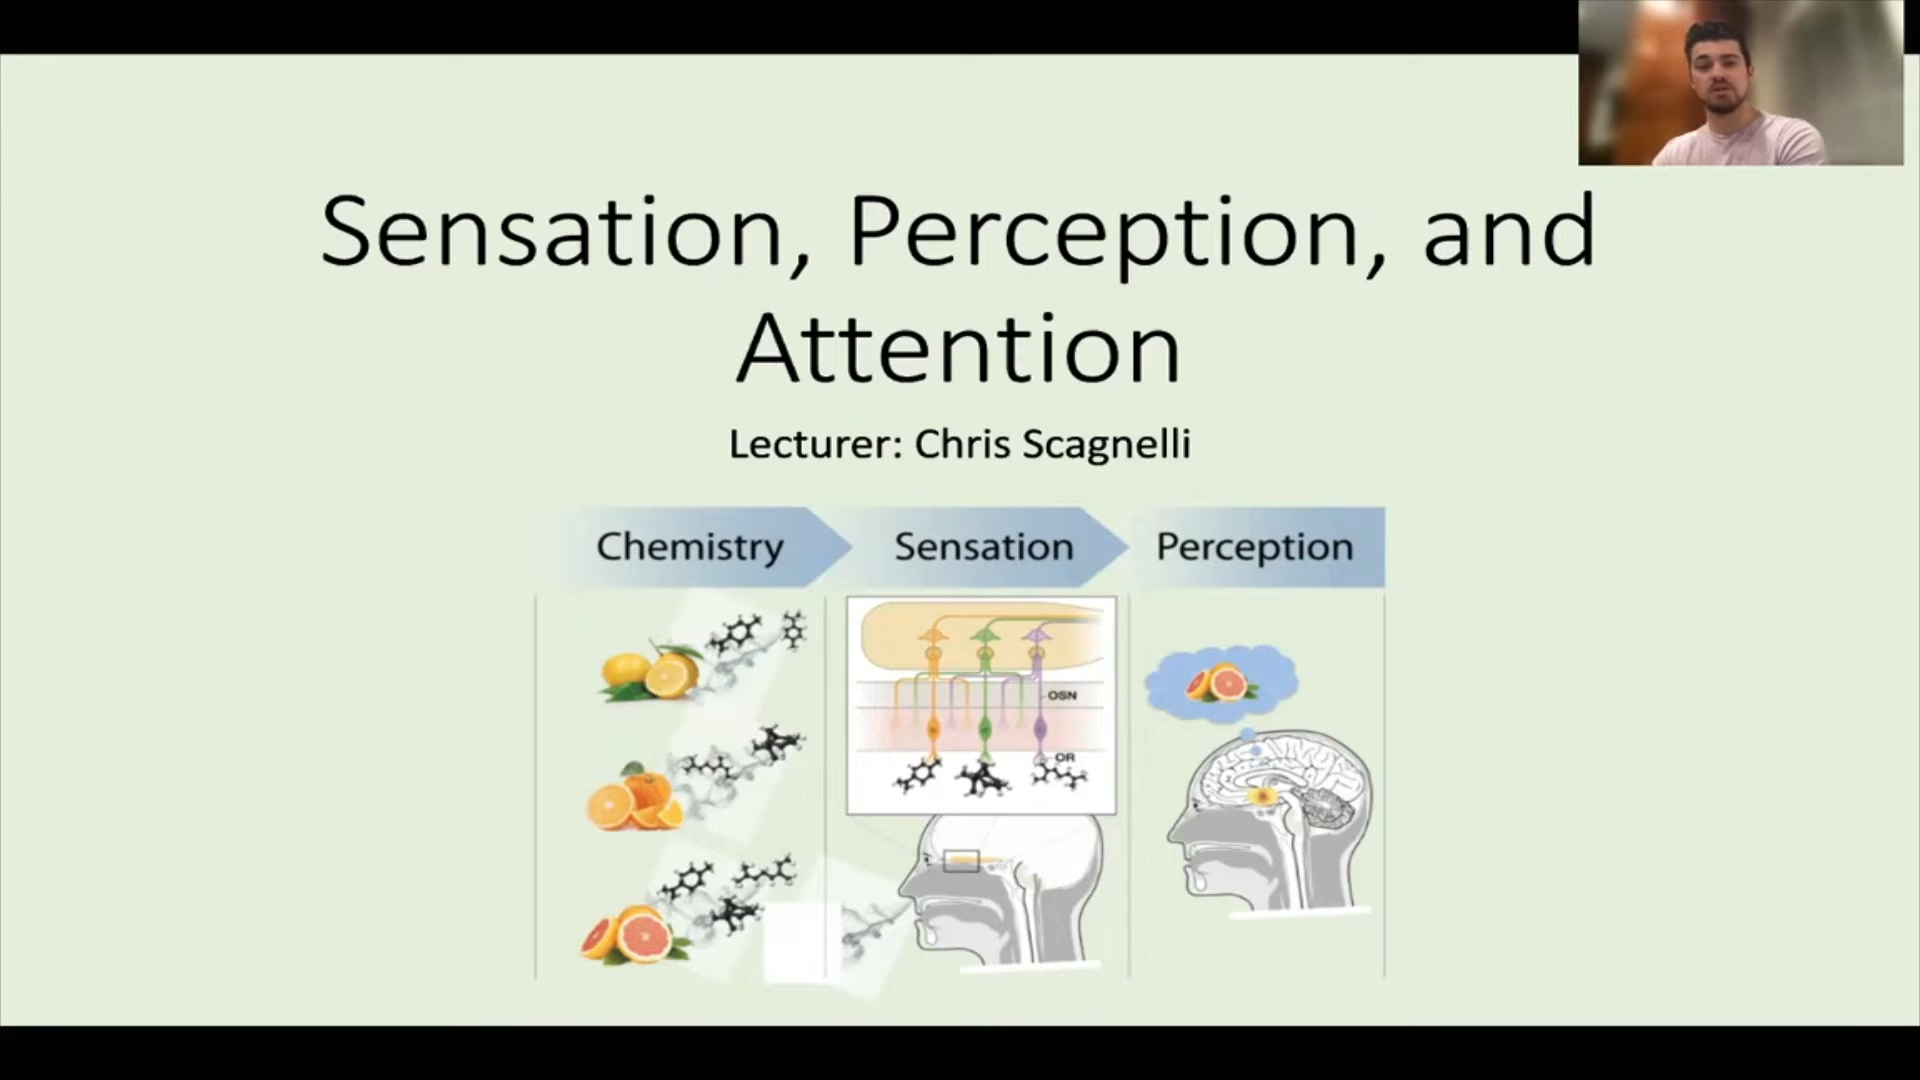 Sensation, Perception, and
Attention
Lecturer: Chris Scagnelli
Chemistry
Sensation
Perception
OSN
OR